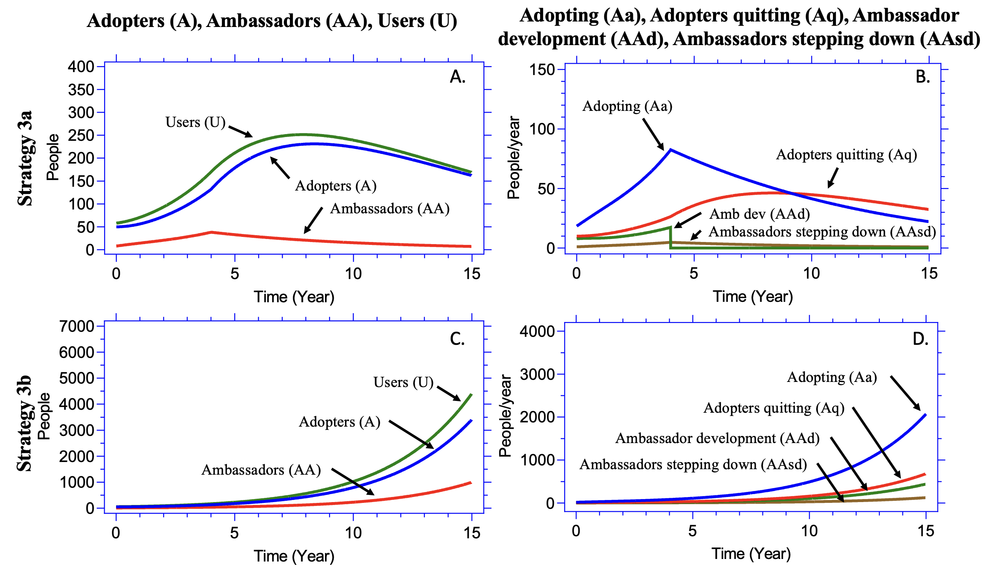 Adopters (A), Ambassadors (AA), Users (U)
Adopting (Aa), Adopters quitting (Aq), Ambassador
development (AAd), Ambassadors stepping down (AAsd)
Strategy 3a
People
400
350
300
250
200
150
100
50
0
A.
Users (U)
Adopters (A)
Ambassadors (AA)
0 5 10 15
Time (Year)
People/year
150
100
50
0
B.
Adopting (Aa)
Adopters quitting (Aq)
Amb dev (AAd)
Ambassadors stepping down (AAsd)
0 5 10 15
Time (Year)
Strategy 3b
People
7000
6000
5000
4000
3000
2000
1000
0
C.
Users (U)
Adopters (A)
Ambassadors (AA)
0 5 10 15
Time (Year)
People/year
4000
3000
2000
1000
0
D.
Adopting (Aa)
Adopters quitting (Aq)
Ambassador development (AAd)
Ambassadors stepping down (AAsd)
0 5 10 15
Time (Year)